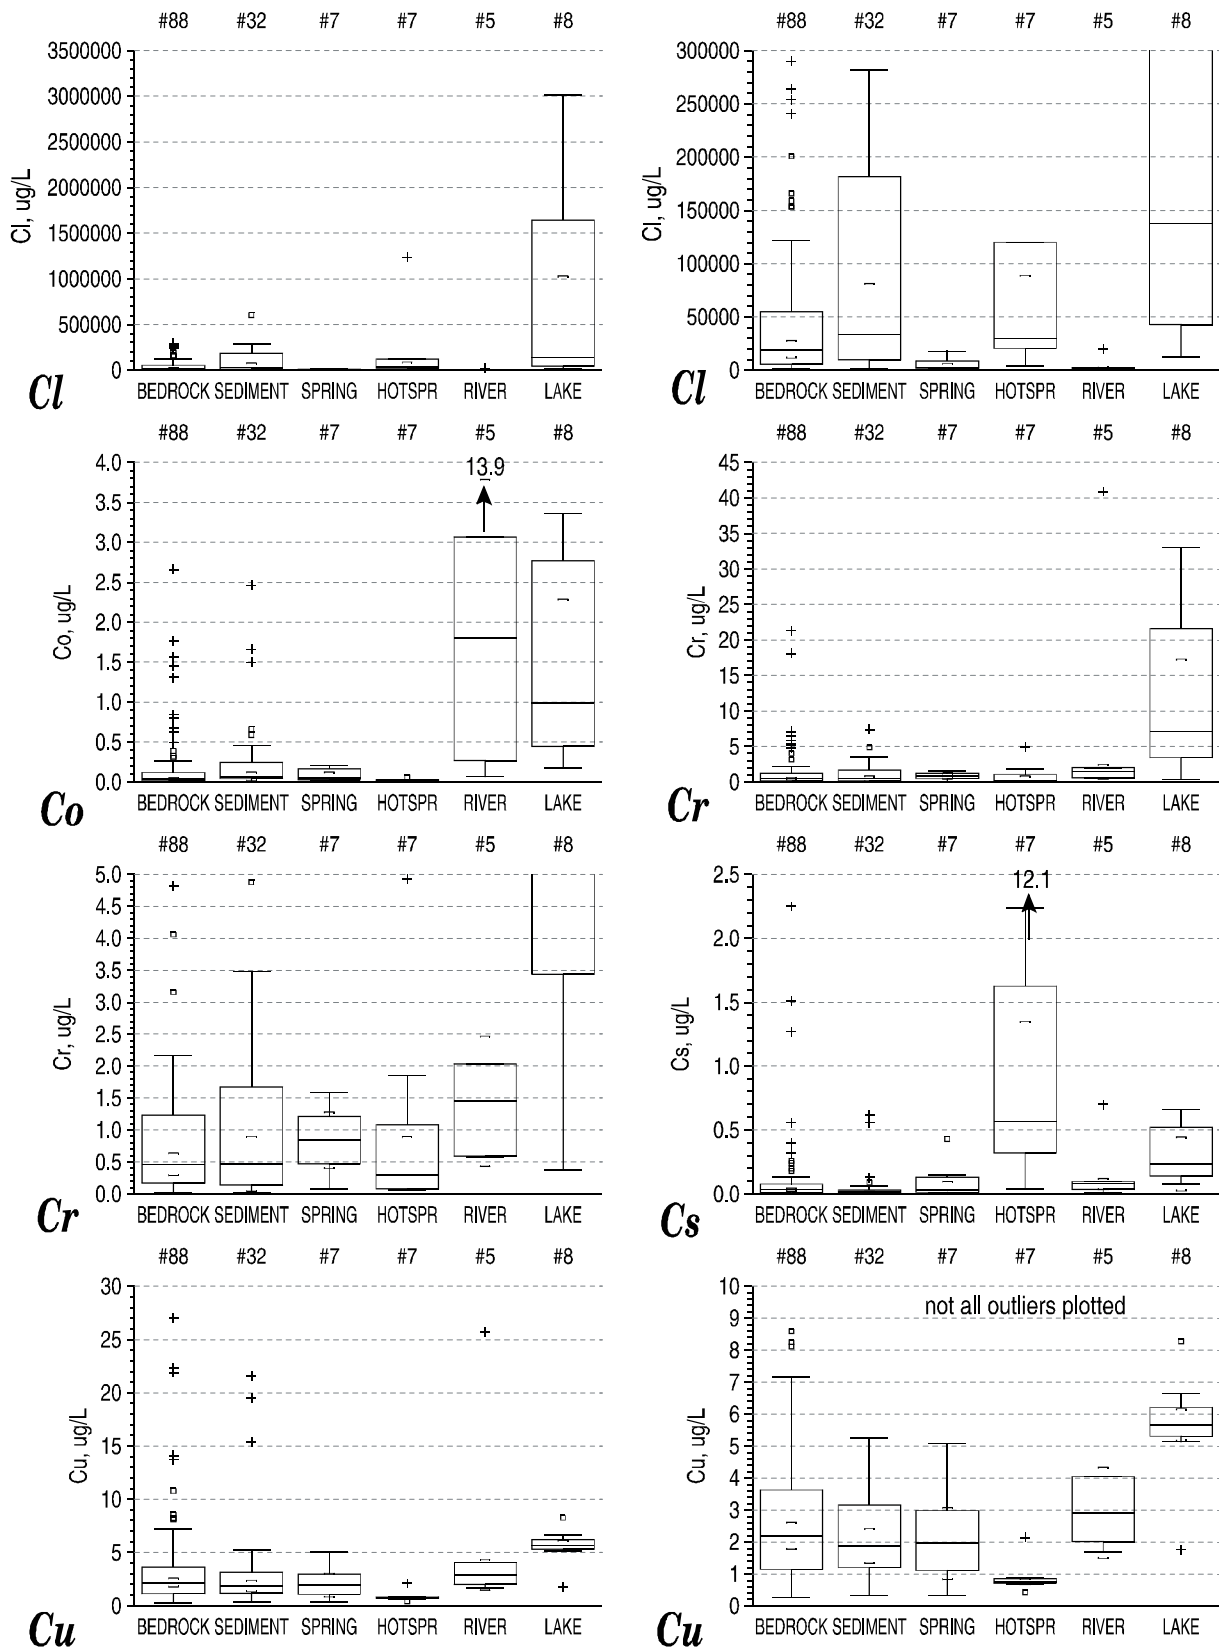 #88 #32 #7 #7 #5 #8
3500000
3000000
2500000
2000000
1500000
1000000
500000
0
Cl, ug/L
BEDROCK SEDIMENT SPRING HOTSPR RIVER LAKE
Cl
#88 #32 #7 #7 #5 #8
300000
250000
200000
150000
100000
50000
0
Cl, ug/L
BEDROCK SEDIMENT SPRING HOTSPR RIVER LAKE
Cl
#88 #32 #7 #7 #5 #8
4.0
13.9
3.5
3.0
2.5
2.0
1.5
1.0
0.5
0.0
Co, ug/L
BEDROCK SEDIMENT SPRING HOTSPR RIVER LAKE
Co
#88 #32 #7 #7 #5 #8
45
40
35
30
25
20
15
10
5
0
Cr, ug/L
BEDROCK SEDIMENT SPRING HOTSPR RIVER LAKE
Cr
#88 #32 #7 #7 #5 #8
5.0
4.5
4.0
3.5
3.0
2.5
2.0
1.5
1.0
0.5
0.0
Cr, ug/L
BEDROCK SEDIMENT SPRING HOTSPR RIVER LAKE
Cr
#88 #32 #7 #7 #5 #8
2.5
12.1
2.0
1.5
1.0
0.5
0.0
Cs, ug/L
BEDROCK SEDIMENT SPRING HOTSPR RIVER LAKE
Cs
#88 #32 #7 #7 #5 #8
30
25
20
15
10
5
0
Cu, ug/L
BEDROCK SEDIMENT SPRING HOTSPR RIVER LAKE
Cu
#88 #32 #7 #7 #5 #8
10
not all outliers plotted
9
8
7
6
5
4
3
2
1
0
Cu, ug/L
BEDROCK SEDIMENT SPRING HOTSPR RIVER LAKE
Cu